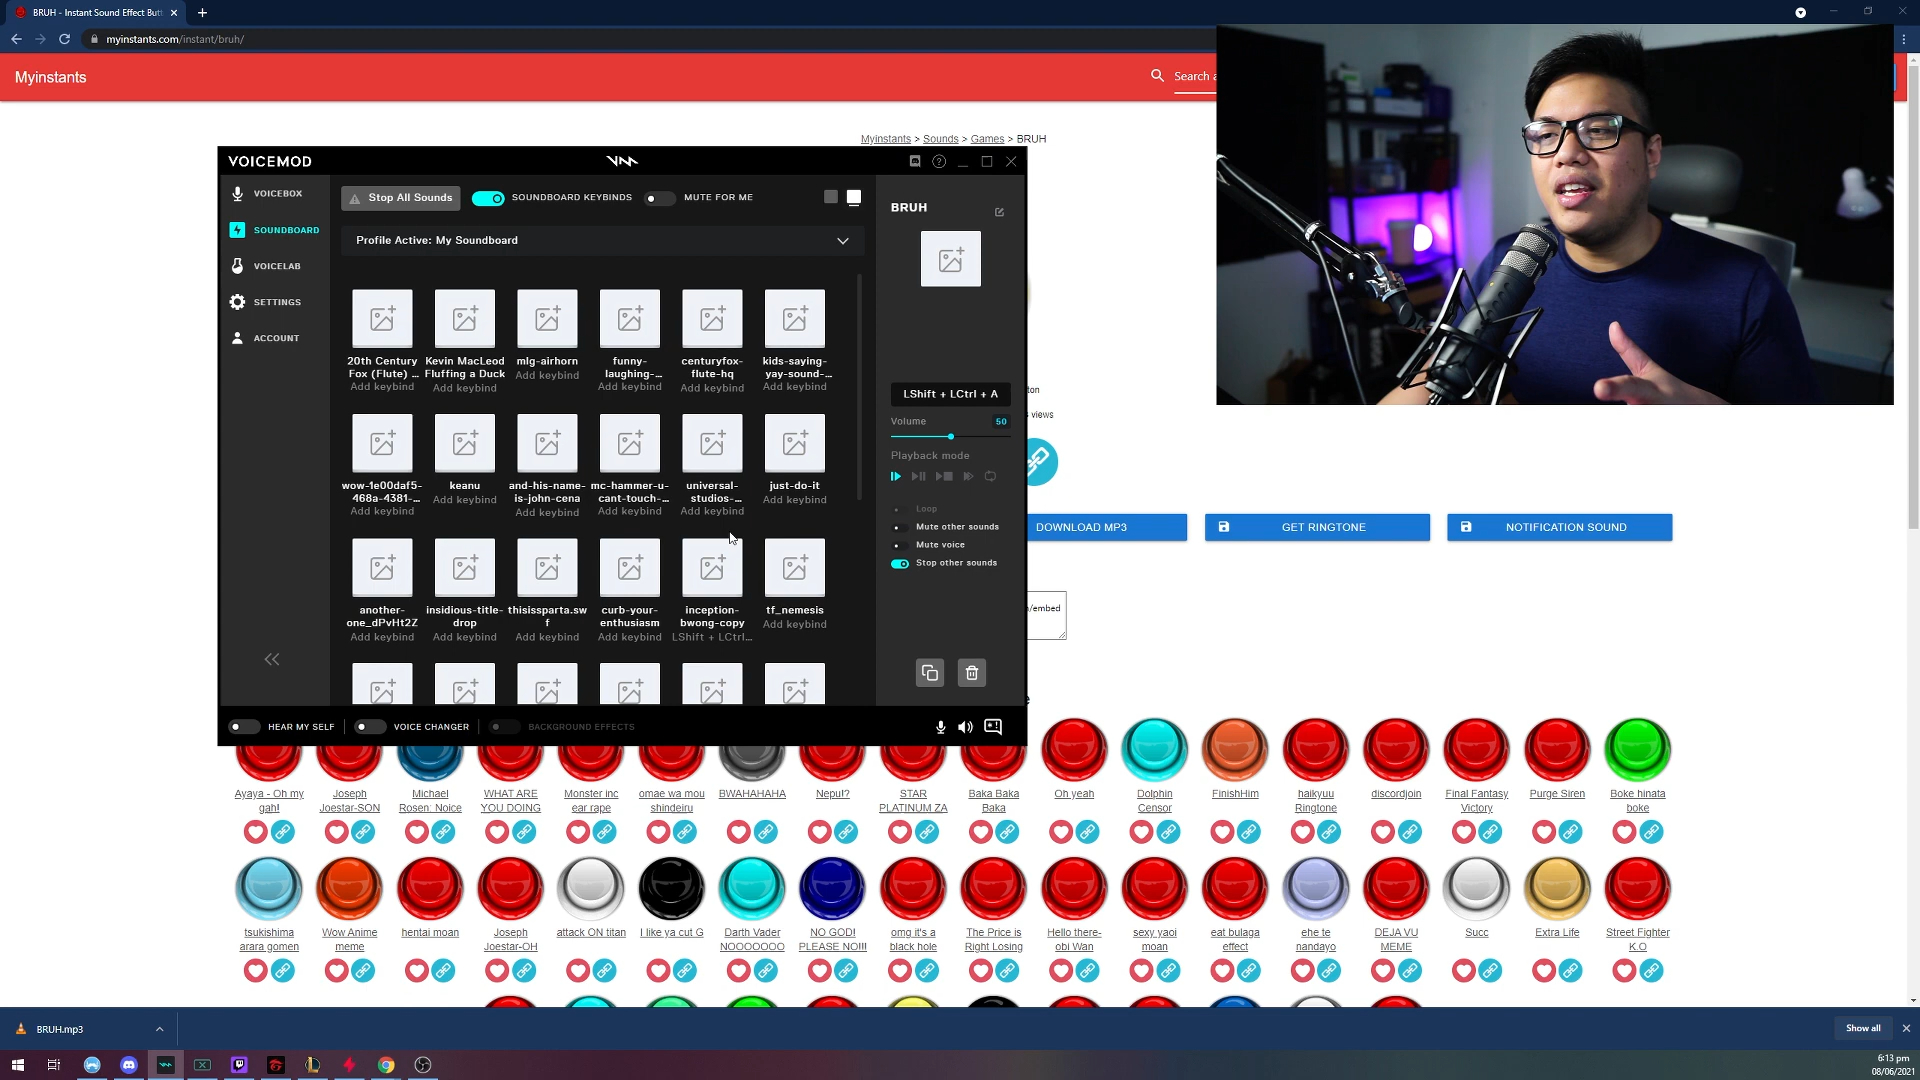 BRUH - Instant Sound Effect Butt
myinstants.com/instant/bruh/
Myinstants
Search a
Myinstants > Sounds > Games > BRUH
VOICEMOD
VOICEBOX
SOUNDBOARD
VOICELAB
SETTINGS
ACCOUNT
Stop All Sounds
SOUNDBOARD KEYBINDS
MUTE FOR ME
Profile Active: My Soundboard
20th Century Fox (Flute) ...
Add keybind
Kevin MacLeod Fluffing a Duck
Add keybind
mlg-airhorn
Add keybind
funny-laughing-...
Add keybind
centuryfox-flute-hq
Add keybind
kids-saying-yay-sound-...
Add keybind
wow-1e00daf5-468a-4381-...
Add keybind
keanu
Add keybind
and-his-name-is-john-cena
Add keybind
mc-hammer-u-cant-touch-...
Add keybind
universal-studios-...
Add keybind
just-do-it
Add keybind
another-one_dPvHt2Z
Add keybind
insidious-title-drop
Add keybind
thisissparta.swf
Add keybind
curb-your-enthusiasm
Add keybind
inception-bwong-copy
LShift + LCtrl...
tf_nemesis
Add keybind
BRUH
LShift + LCtrl + A
Volume 50
Playback mode
Loop
Mute other sounds
Mute voice
Stop other sounds
HEAR MY SELF
VOICE CHANGER
BACKGROUND EFFECTS
ton
views
DOWNLOAD MP3
GET RINGTONE
NOTIFICATION SOUND
/embed
Ayaya - Oh my gah!
Joseph Joestar-SON
Michael Rosen: Noice
WHAT ARE YOU DOING
Monster inc ear rape
omae wa mou shindeiru
BWAHAHAHA
Nepu!?
STAR PLATINUM ZA
Baka Baka Baka
Oh yeah
Dolphin Censor
FinishHim
haikyuu Ringtone
discordjoin
Final Fantasy Victory
Purge Siren
Boke hinata boke
tsukishima arara gomen
Wow Anime meme
hentai moan
Joseph Joestar-OH
attack ON titan
I like ya cut G
Darth Vader NOOOOOOO
NO GOD! PLEASE NO!!!
omg it's a black hole
The Price is Right Losing
Hello there- obi Wan
sexy yaoi moan
eat bulaga effect
ehe te nandayo
DEJA VU MEME
Succ
Extra Life
Street Fighter K.O
BRUH.mp3
Show all
6:13 pm
08/06/2021